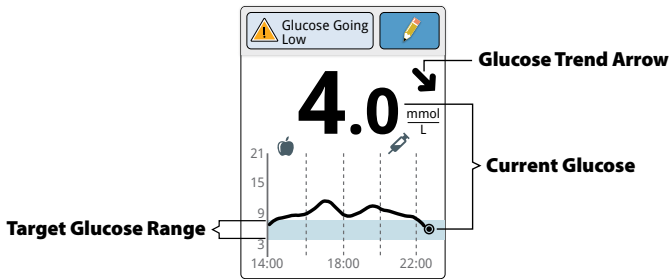 Glucose Going
Low
Glucose Trend Arrow
4.0 mmol
L
21
15
9
3
Current Glucose
Target Glucose Range
14:00 18:00 22:00